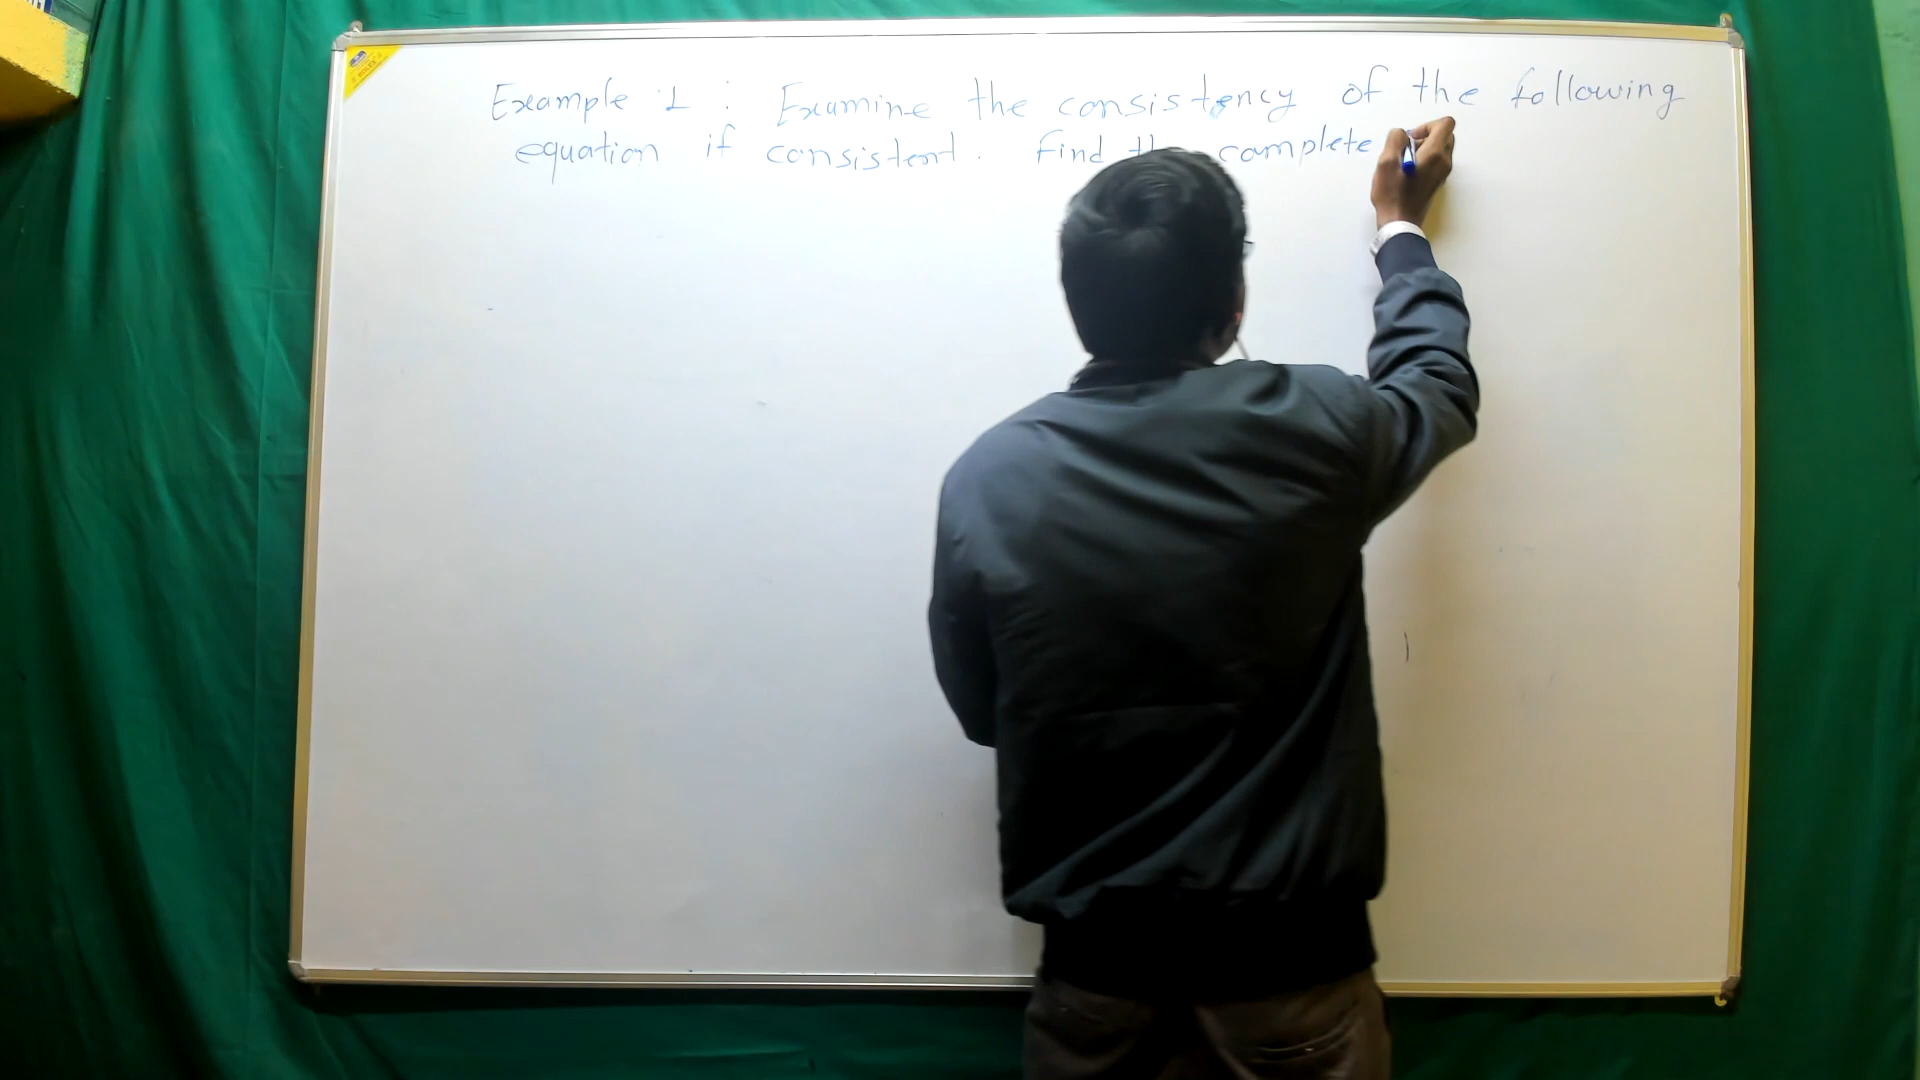 Example 1 : Examine the consistency of the following
equation if consistent. Find the complete